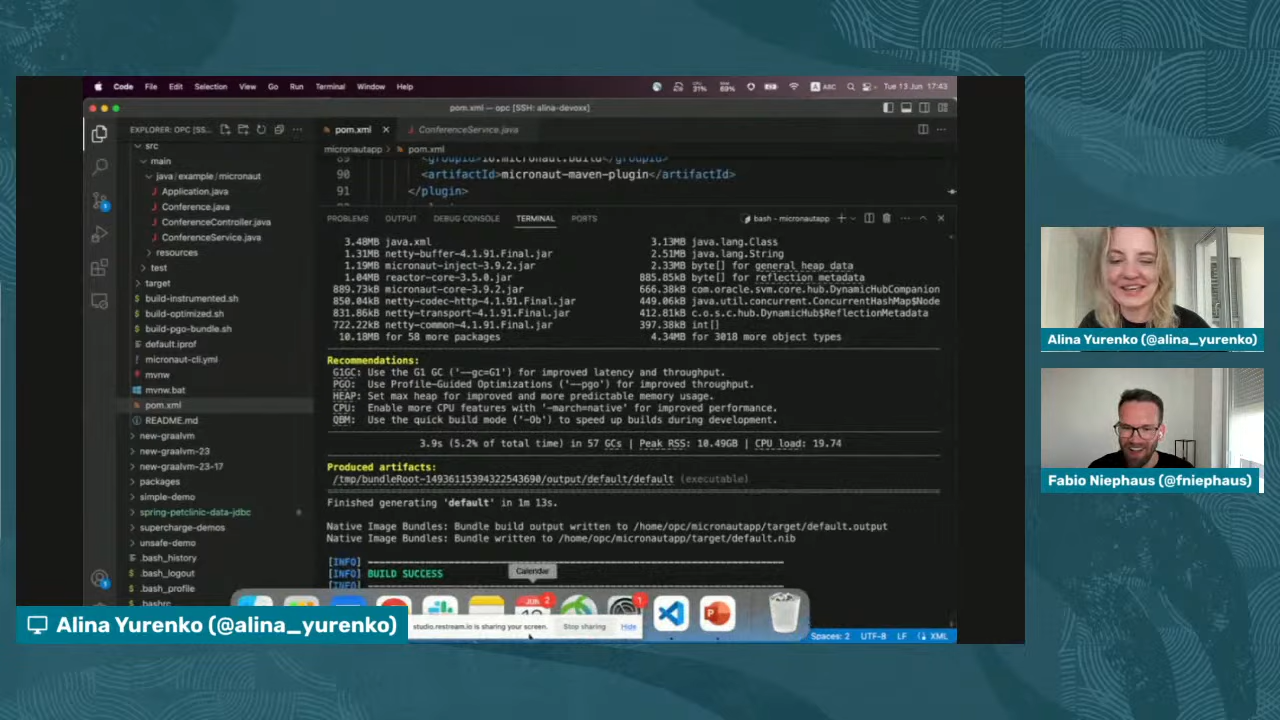 Code File Edit Selection View Go Run Terminal Window Help
ABC Tue 13 Jun 17:43
pom.xml — opc [SSH: alina-devoxx]
EXPLORER: OPC [SS...
src
main
java/example/micronaut
Application.java
Conference.java
ConferenceController.java
ConferenceService.java
resources
test
target
build-instrumented.sh
build-optimized.sh
build-pgo-bundle.sh
default.iprof
micronaut-cli.yml
mvnw
mvnw.bat
pom.xml
README.md
new-graalvm
new-graalvm-23
new-graalvm-23-17
packages
simple-demo
spring-petclinic-data-jdbc
supercharge-demos
unsafe-demo
.bash_history
.bash_logout
.bash_profile
.bashrc
pom.xml ConferenceService.java
micronautapp > pom.xml
89 <groupId>io.micronaut.build</groupId>
90 <artifactId>micronaut-maven-plugin</artifactId>
91 </plugin>
PROBLEMS OUTPUT DEBUG CONSOLE TERMINAL PORTS bash - micronautapp
3.48MB java.xml 3.13MB java.lang.Class
1.31MB netty-buffer-4.1.91.Final.jar 2.51MB java.lang.String
1.19MB micronaut-inject-3.9.2.jar 2.33MB byte[] for general heap data
1.04MB reactor-core-3.5.0.jar 885.85kB byte[] for reflection metadata
889.73kB micronaut-core-3.9.2.jar 666.38kB com.oracle.svm.core.hub.DynamicHubCompanion
850.04kB netty-codec-http-4.1.91.Final.jar 449.06kB java.util.concurrent.ConcurrentHashMap$Node
831.86kB netty-transport-4.1.91.Final.jar 412.81kB c.o.s.c.hub.DynamicHub$ReflectionMetadata
722.22kB netty-common-4.1.91.Final.jar 397.38kB int[]
10.18MB for 58 more packages 4.34MB for 3018 more object types
Recommendations:
G1GC: Use the G1 GC ('--gc=G1') for improved latency and throughput.
PGO: Use Profile-Guided Optimizations ('--pgo') for improved throughput.
HEAP: Set max heap for improved and more predictable memory usage.
CPU: Enable more CPU features with '-march=native' for improved performance.
QBM: Use the quick build mode ('-Ob') to speed up builds during development.
3.9s (5.2% of total time) in 57 GCs | Peak RSS: 10.49GB | CPU load: 19.74
Produced artifacts:
/tmp/bundleRoot-14936115394322543690/output/default/default (executable)
Finished generating 'default' in 1m 13s.
Native Image Bundles: Bundle build output written to /home/opc/micronautapp/target/default.output
Native Image Bundles: Bundle written to /home/opc/micronautapp/target/default.nib
[INFO]
[INFO] BUILD SUCCESS
[INFO]
Calendar
studio.restream.io is sharing your screen. Stop sharing Hide
Spaces: 2 UTF-8 LF XML
Alina Yurenko (@alina_yurenko)
Alina Yurenko (@alina_yurenko)
Fabio Niephaus (@fniephaus)